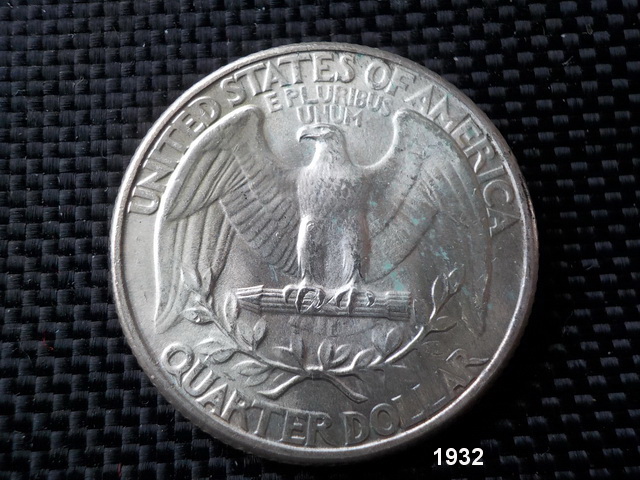 UNITED STATES OF AMERICA
E PLURIBUS
UNUM
QUARTER DOLLAR
1932